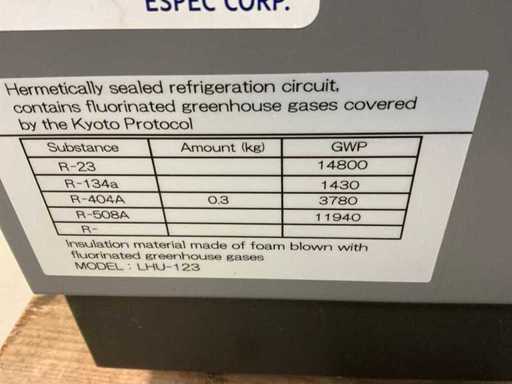 ESPEC CORP.
Hermetically sealed refrigeration circuit,
contains fluorinated greenhouse gases covered
by the Kyoto Protocol
Substance Amount (kg) GWP
R-23 14800
R-134a 1430
R-404A 0.3 3780
R-508A 11940
R-
Insulation material made of foam blown with
fluorinated greenhouse gases
MODEL : LHU-123